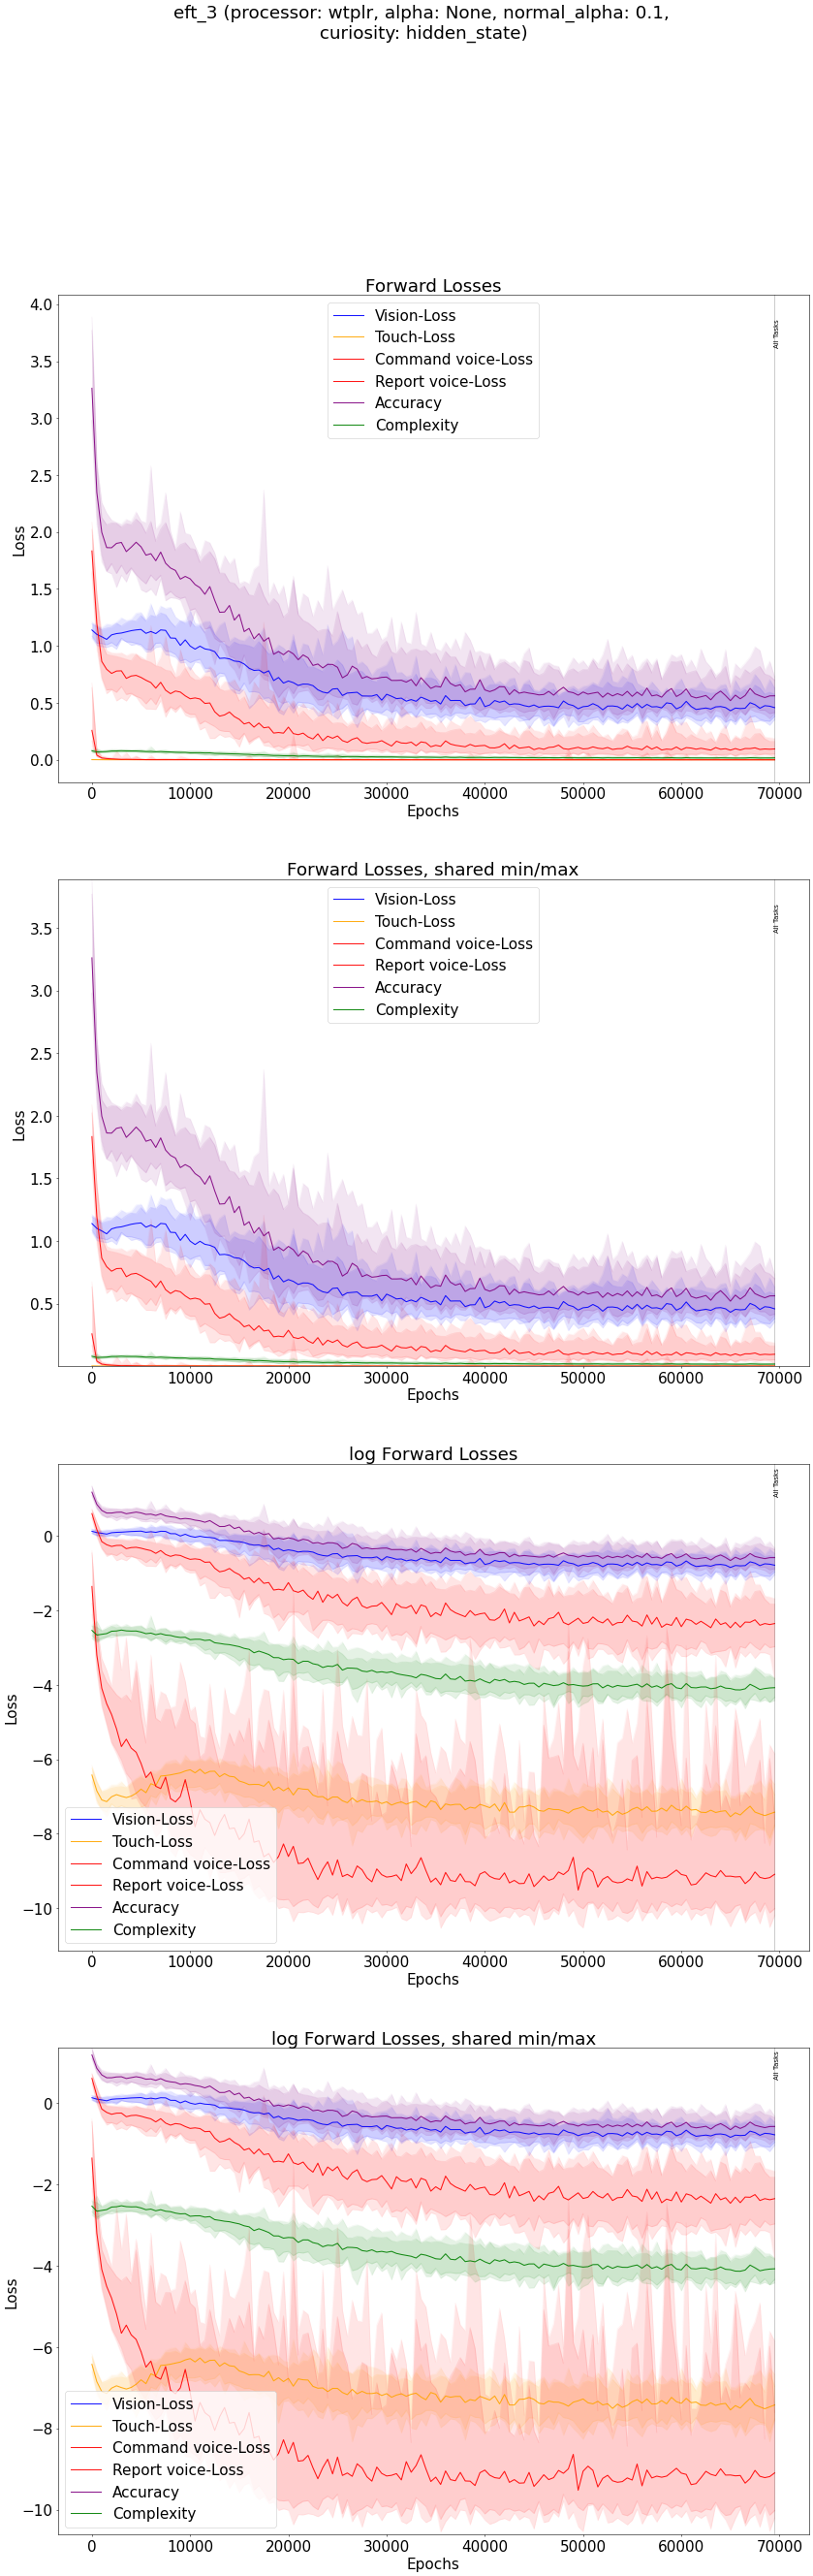 eft_3 (processor: wtplr, alpha: None, normal_alpha: 0.1,
curiosity: hidden_state)
Forward Losses
Vision-Loss
Touch-Loss
Command voice-Loss
Report voice-Loss
Accuracy
Complexity
All Tasks
Loss
4.0
3.5
3.0
2.5
2.0
1.5
1.0
0.5
0.0
0 10000 20000 30000 40000 50000 60000 70000
Epochs
Forward Losses, shared min/max
Vision-Loss
Touch-Loss
Command voice-Loss
Report voice-Loss
Accuracy
Complexity
All Tasks
Loss
3.5
3.0
2.5
2.0
1.5
1.0
0.5
0 10000 20000 30000 40000 50000 60000 70000
Epochs
log Forward Losses
All Tasks
Loss
0
−2
−4
−6
−8
−10
Vision-Loss
Touch-Loss
Command voice-Loss
Report voice-Loss
Accuracy
Complexity
0 10000 20000 30000 40000 50000 60000 70000
Epochs
log Forward Losses, shared min/max
All Tasks
Loss
0
−2
−4
−6
−8
−10
Vision-Loss
Touch-Loss
Command voice-Loss
Report voice-Loss
Accuracy
Complexity
0 10000 20000 30000 40000 50000 60000 70000
Epochs